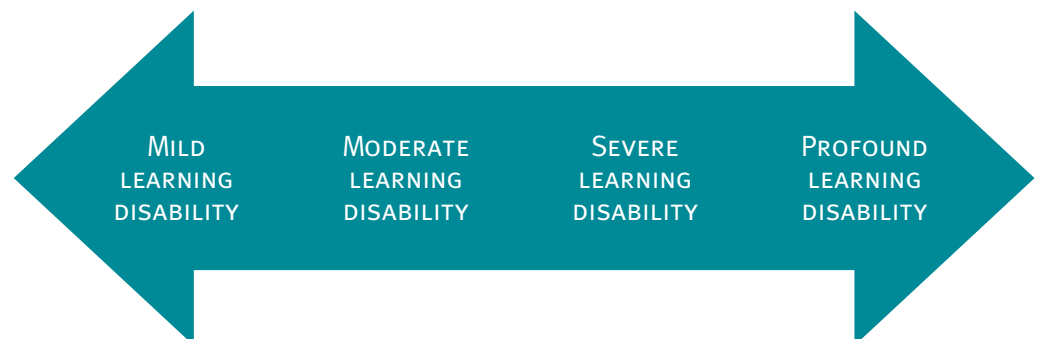 Mild
learning
disability
Moderate
learning
disability
Severe
learning
disability
Profound
learning
disability